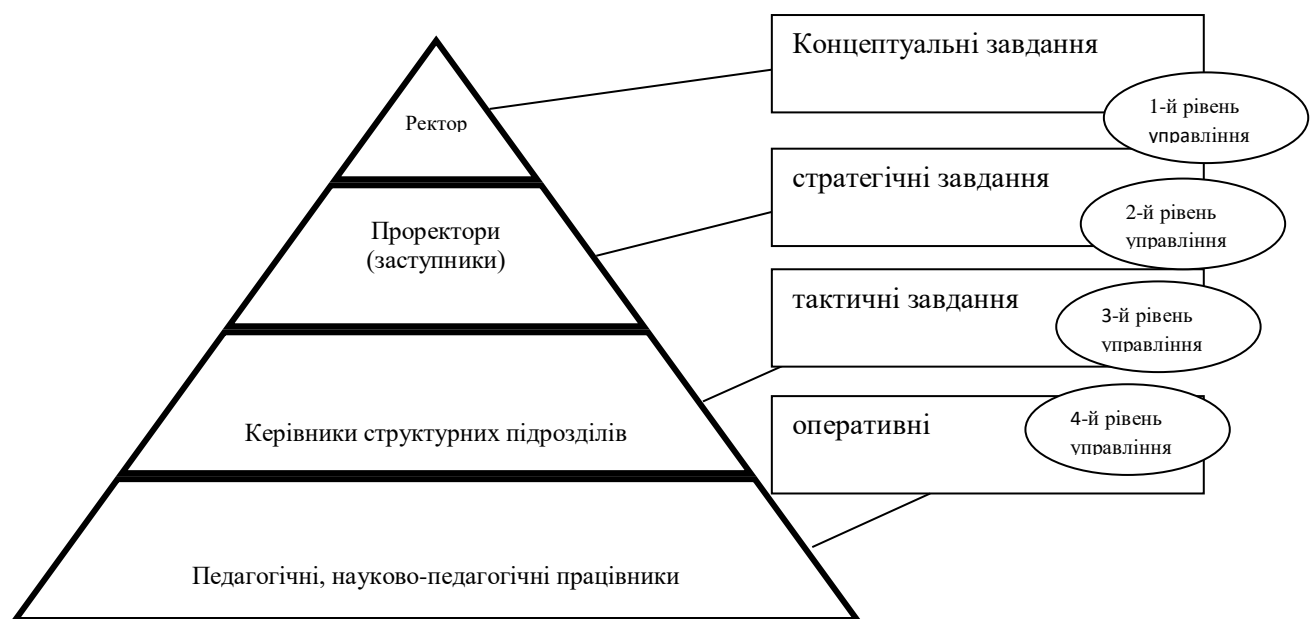 Концептуальні завдання
1-й рівень
управління
Ректор
стратегічні завдання
2-й рівень
управління
Проректори
(заступники)
тактичні завдання
3-й рівень
управління
Керівники структурних підрозділів
оперативні
4-й рівень
управління
Педагогічні, науково-педагогічні працівники